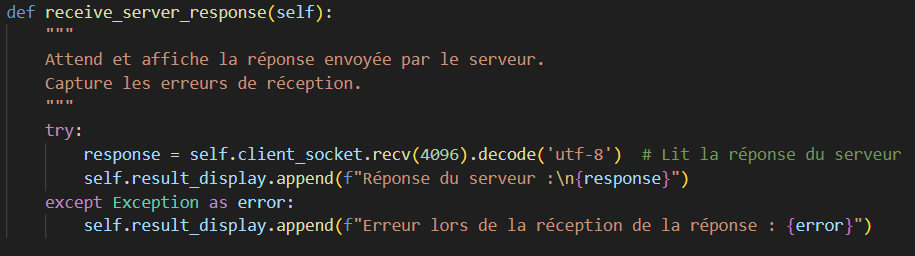 def receive_server_response(self):
    """
    Attend et affiche la réponse envoyée par le serveur.
    Capture les erreurs de réception.
    """
    try:
        response = self.client_socket.recv(4096).decode('utf-8')  # Lit la réponse du serveur
        self.result_display.append(f"Réponse du serveur :\n{response}")
    except Exception as error:
        self.result_display.append(f"Erreur lors de la réception de la réponse : {error}")